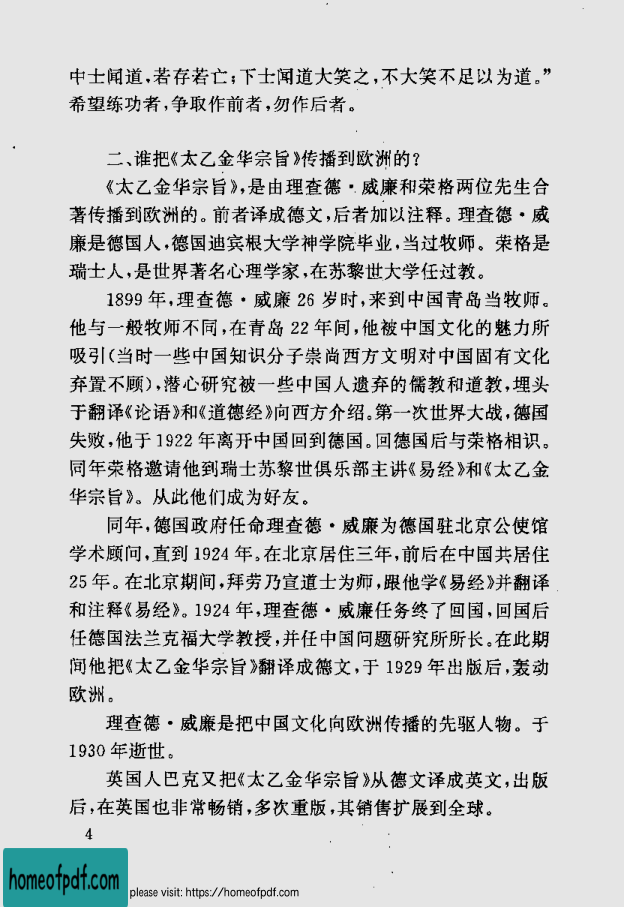 中士闻道,若存若亡;下士闻道大笑之,不大笑不足以为道。”
希望练功者,争取作前者,勿作后者。
二、谁把《太乙金华宗旨》传播到欧洲的?
《太乙金华宗旨》,是由理查德·威廉和荣格两位先生合
著传播到欧洲的。前者译成德文,后者加以注释。理查德·威
廉是德国人,德国迪宾根大学神学院毕业,当过牧师。荣格是
瑞士人,是世界著名心理学家,在苏黎世大学任过教。
1899年,理查德·威廉26岁时,来到中国青岛当牧师。
他与一般牧师不同,在青岛22年间,他被中国文化的魅力所
吸引(当时一些中国知识分子崇尚西方文明对中国固有文化
弃置不顾),潜心研究被一些中国人遗弃的儒教和道教,埋头
于翻译《论语》和《道德经》向西方介绍。第一次世界大战,德国
失败,他于1922年离开中国回到德国。回德国后与荣格相识。
同年荣格邀请他到瑞士苏黎世俱乐部主讲《易经》和《太乙金
华宗旨》。从此他们成为好友。
同年,德国政府任命理查德·威廉为德国驻北京公使馆
学术顾问,直到1924年。在北京居住三年,前后在中国共居住
25年。在北京期间,拜劳乃宣道士为师,跟他学《易经》并翻译
和注释《易经》。1924年,理查德·威廉任务终了回国,回国后
任德国法兰克福大学教授,并任中国问题研究所所长。在此期
间他把《太乙金华宗旨》翻译成德文,于1929年出版后,轰动
欧洲。
理查德·威廉是把中国文化向欧洲传播的先驱人物。于
1930年逝世。
英国人巴克又把《太乙金华宗旨》从德文译成英文,出版
后,在英国也非常畅销,多次重版,其销售扩展到全球。
4
homeofpdf.com
please visit: https://homeofpdf.com